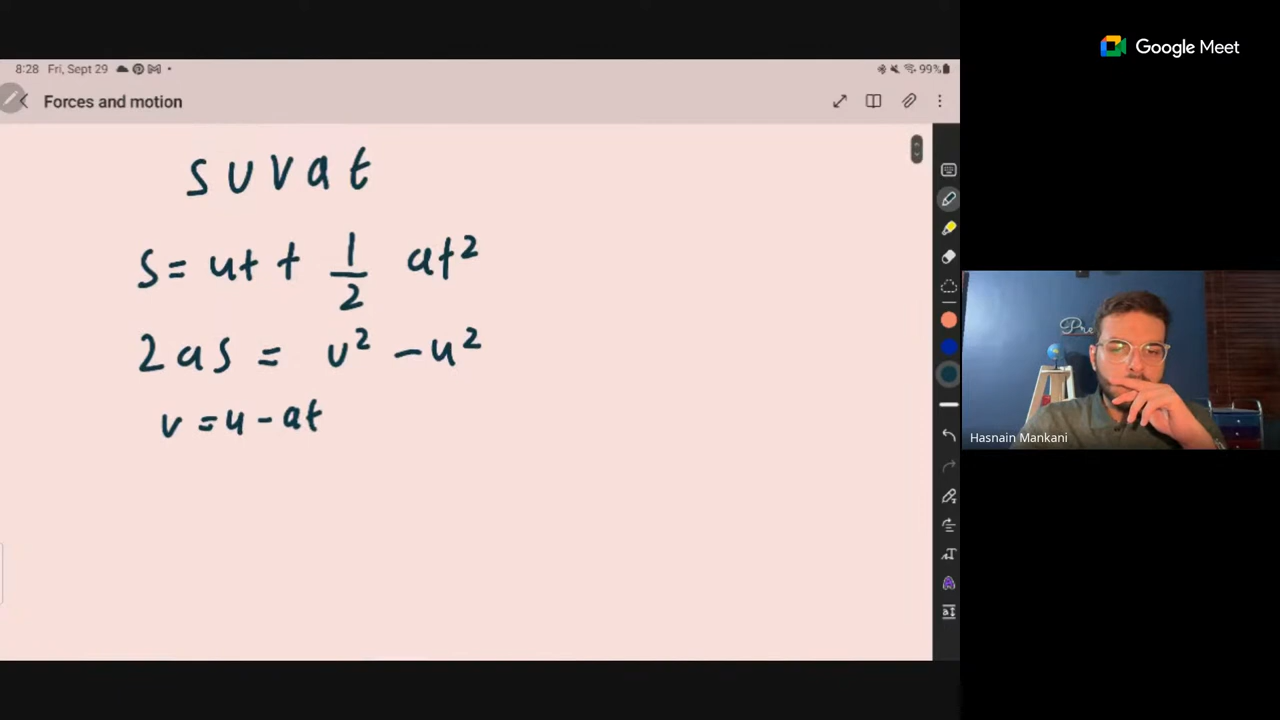 Google Meet
8:28 Fri, Sept 29
99%
Forces and motion
s u v a t
s = ut + 1/2 at²
2as = v² - u²
v = u - at
Pre
Hasnain Mankani